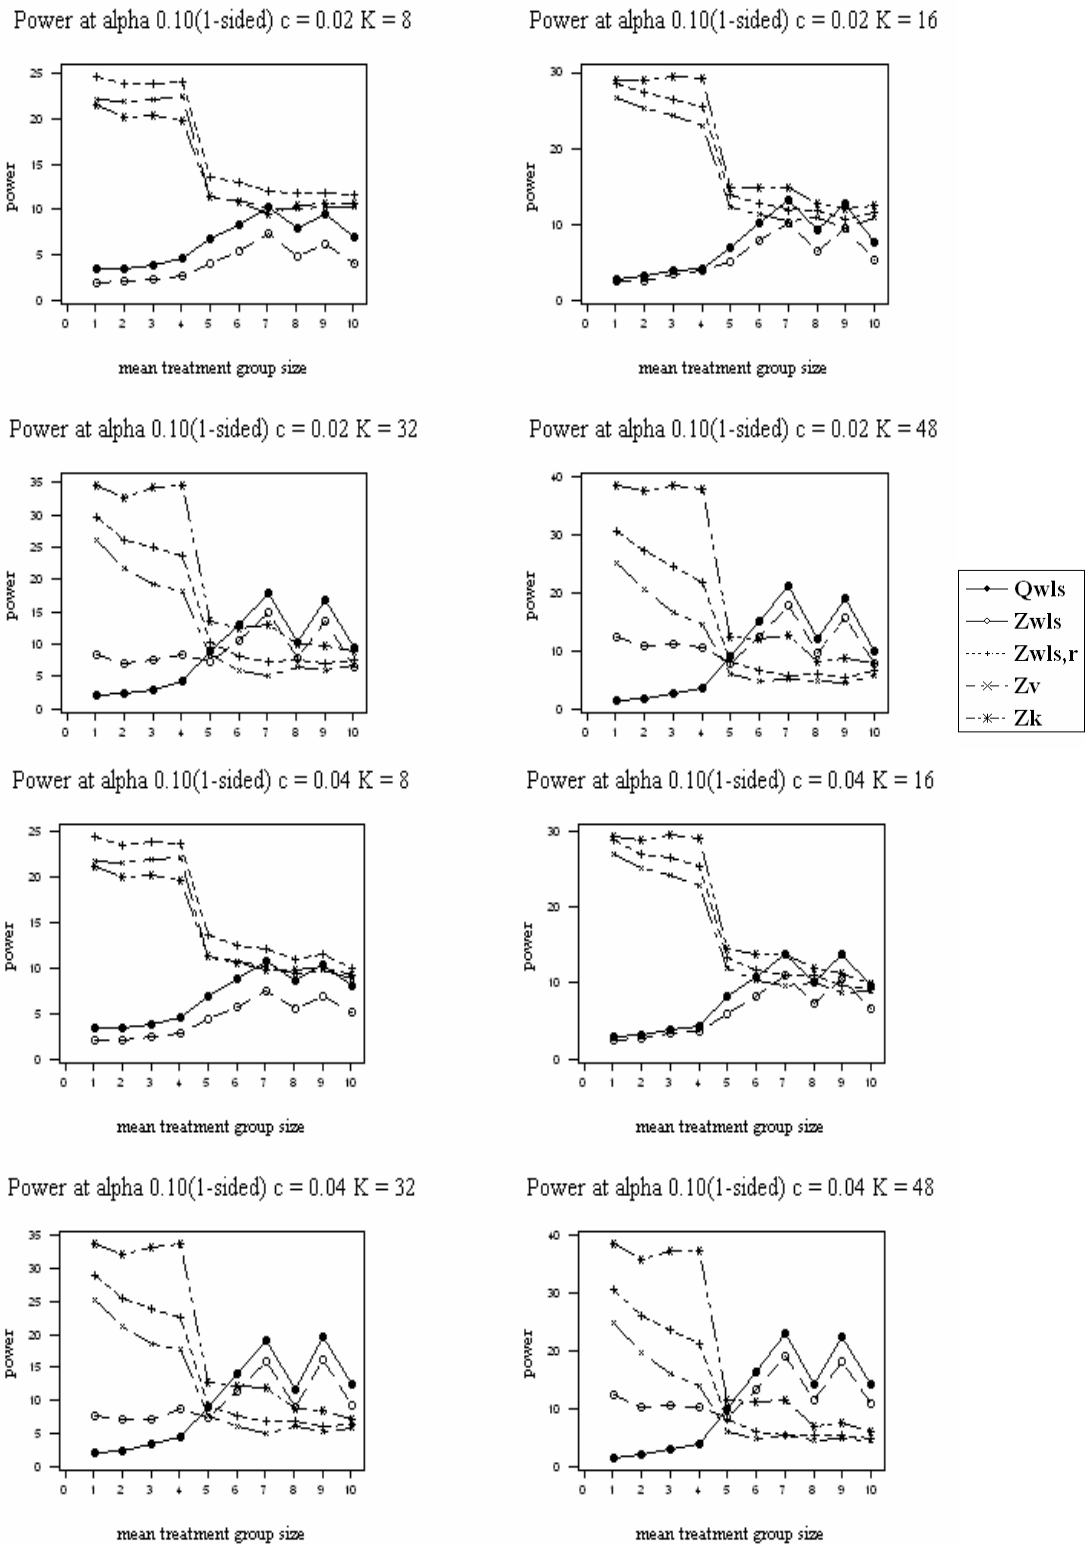 Power at alpha 0.10(1-sided) c = 0.02 K = 8
power
25
20
15
10
5
0
0 1 2 3 4 5 6 7 8 9 10
mean treatment group size
Power at alpha 0.10(1-sided) c = 0.02 K = 16
power
30
20
10
0
0 1 2 3 4 5 6 7 8 9 10
mean treatment group size
Power at alpha 0.10(1-sided) c = 0.02 K = 32
power
35
30
25
20
15
10
5
0
0 1 2 3 4 5 6 7 8 9 10
mean treatment group size
Power at alpha 0.10(1-sided) c = 0.02 K = 48
power
40
30
20
10
0
0 1 2 3 4 5 6 7 8 9 10
mean treatment group size
Qwls
Zwls
Zwls,r
Zv
Zk
Power at alpha 0.10(1-sided) c = 0.04 K = 8
power
25
20
15
10
5
0
0 1 2 3 4 5 6 7 8 9 10
mean treatment group size
Power at alpha 0.10(1-sided) c = 0.04 K = 16
power
30
20
10
0
0 1 2 3 4 5 6 7 8 9 10
mean treatment group size
Power at alpha 0.10(1-sided) c = 0.04 K = 32
power
35
30
25
20
15
10
5
0
0 1 2 3 4 5 6 7 8 9 10
mean treatment group size
Power at alpha 0.10(1-sided) c = 0.04 K = 48
power
40
30
20
10
0
0 1 2 3 4 5 6 7 8 9 10
mean treatment group size